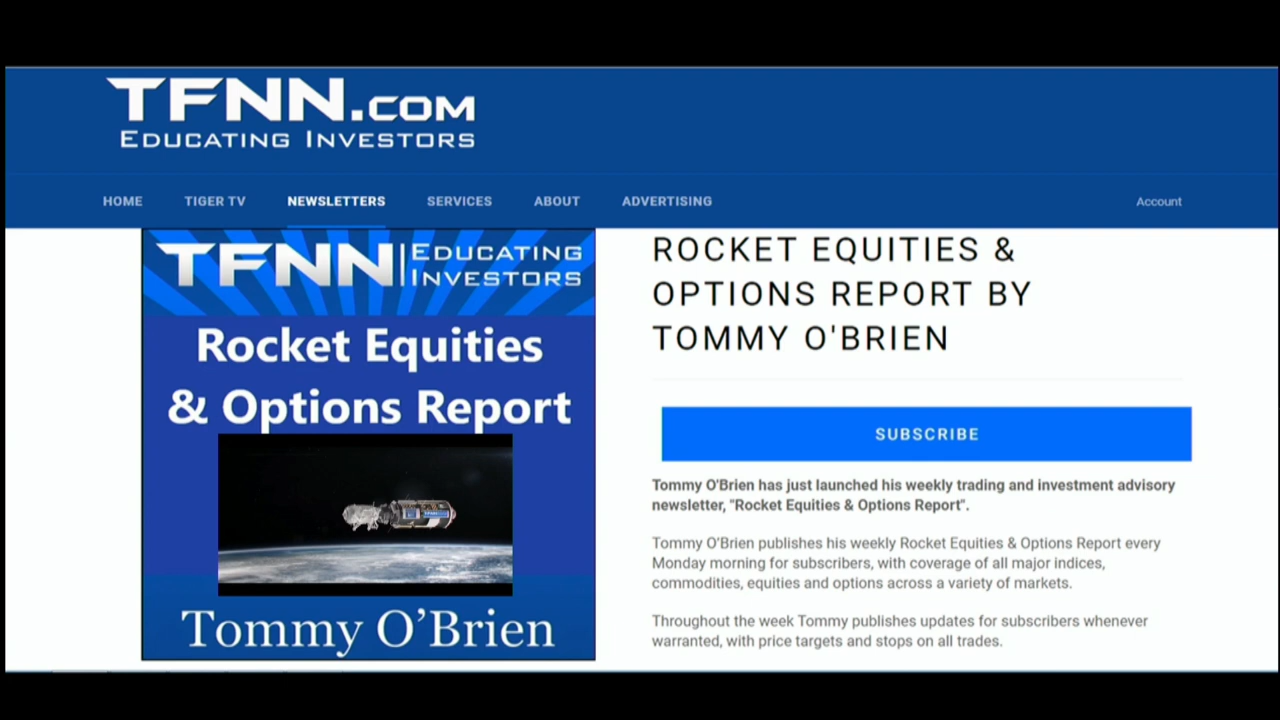 TFNN.COM
EDUCATING INVESTORS
HOME TIGER TV NEWSLETTERS SERVICES ABOUT ADVERTISING Account
TFNN EDUCATING
INVESTORS
Rocket Equities
& Options Report
Tommy O’Brien
ROCKET EQUITIES &
OPTIONS REPORT BY
TOMMY O'BRIEN
SUBSCRIBE
Tommy O'Brien has just launched his weekly trading and investment advisory
newsletter, "Rocket Equities & Options Report".
Tommy O'Brien publishes his weekly Rocket Equities & Options Report every
Monday morning for subscribers, with coverage of all major indices,
commodities, equities and options across a variety of markets.
Throughout the week Tommy publishes updates for subscribers whenever
warranted, with price targets and stops on all trades.